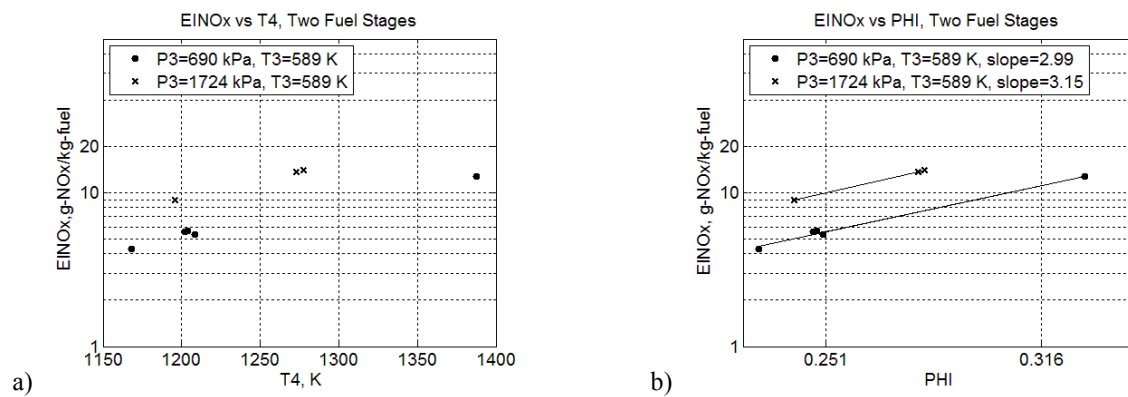 EINOx vs T4, Two Fuel Stages
P3=690 kPa, T3=589 K
P3=1724 kPa, T3=589 K
EINOx,g-NOx/kg-fuel
20
10
1
1150
1200
1250
1300
1350
1400
T4, K
a)
EINOx vs PHI, Two Fuel Stages
P3=690 kPa, T3=589 K, slope=2.99
P3=1724 kPa, T3=589 K, slope=3.15
EINOx, g-NOx/kg-fuel
20
10
1
0.251
0.316
PHI
b)